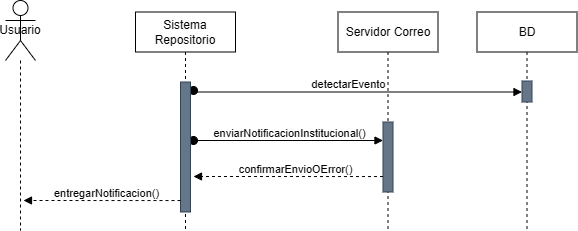 Usuario
Sistema
Repositorio
Servidor Correo
BD
detectarEvento
enviarNotificacionInstitucional()
confirmarEnvioOError()
entregarNotificacion()